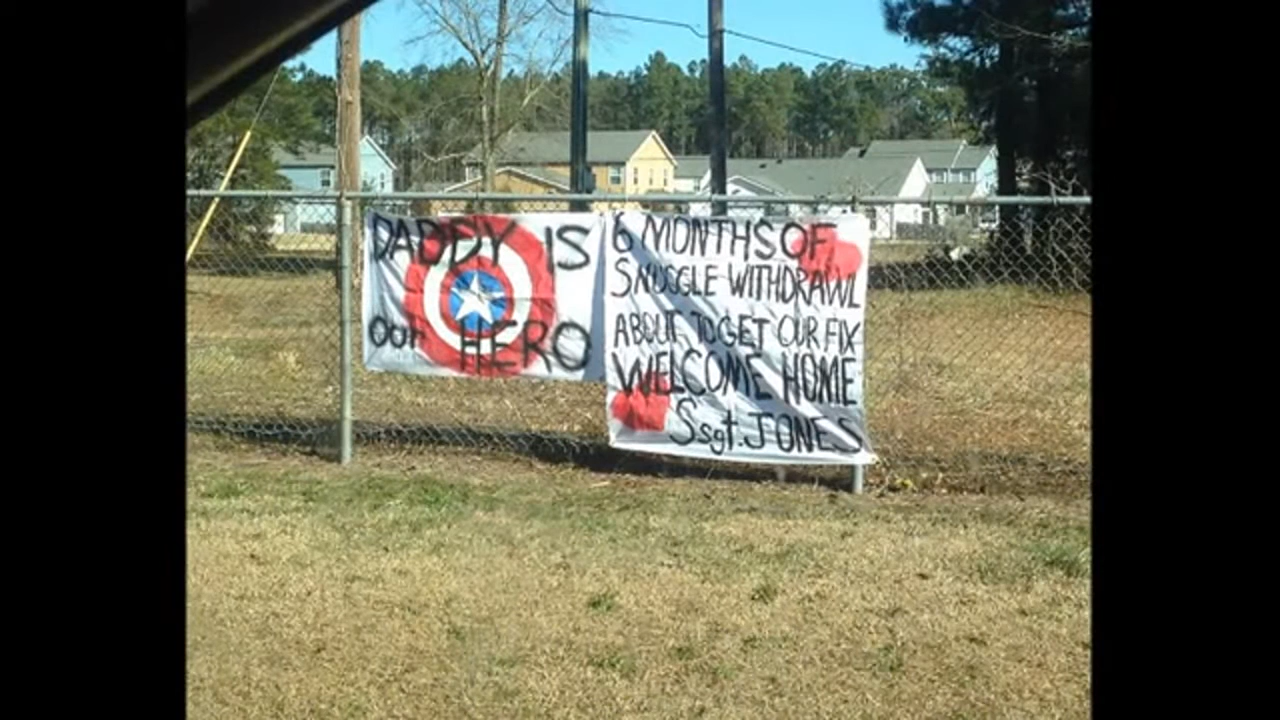 DADDY IS
our HERO
6 MONTHS OF
SNUGGLE WITHDRAWL
ABOUT TO GET OUR FIX
WELCOME HOME
Ssgt. JONES